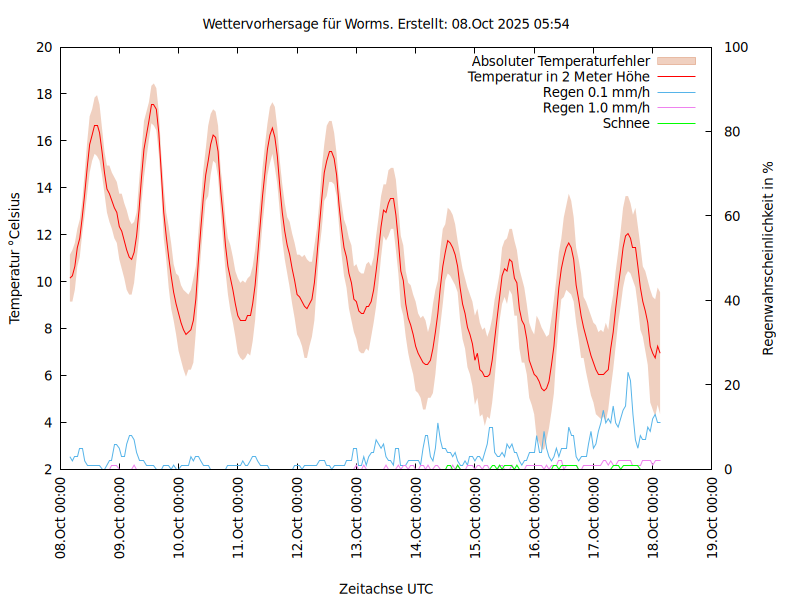 Wettervorhersage für Worms. Erstellt: 08.Oct 2025 05:54
Absoluter Temperaturfehler
Temperatur in 2 Meter Höhe
Regen 0.1 mm/h
Regen 1.0 mm/h
Schnee
Temperatur °Celsius
20
18
16
14
12
10
8
6
4
2
100
80
60
40
20
0
Regenwahrscheinlichkeit in %
08.Oct 00:00
09.Oct 00:00
10.Oct 00:00
11.Oct 00:00
12.Oct 00:00
13.Oct 00:00
14.Oct 00:00
15.Oct 00:00
16.Oct 00:00
17.Oct 00:00
18.Oct 00:00
19.Oct 00:00
Zeitachse UTC